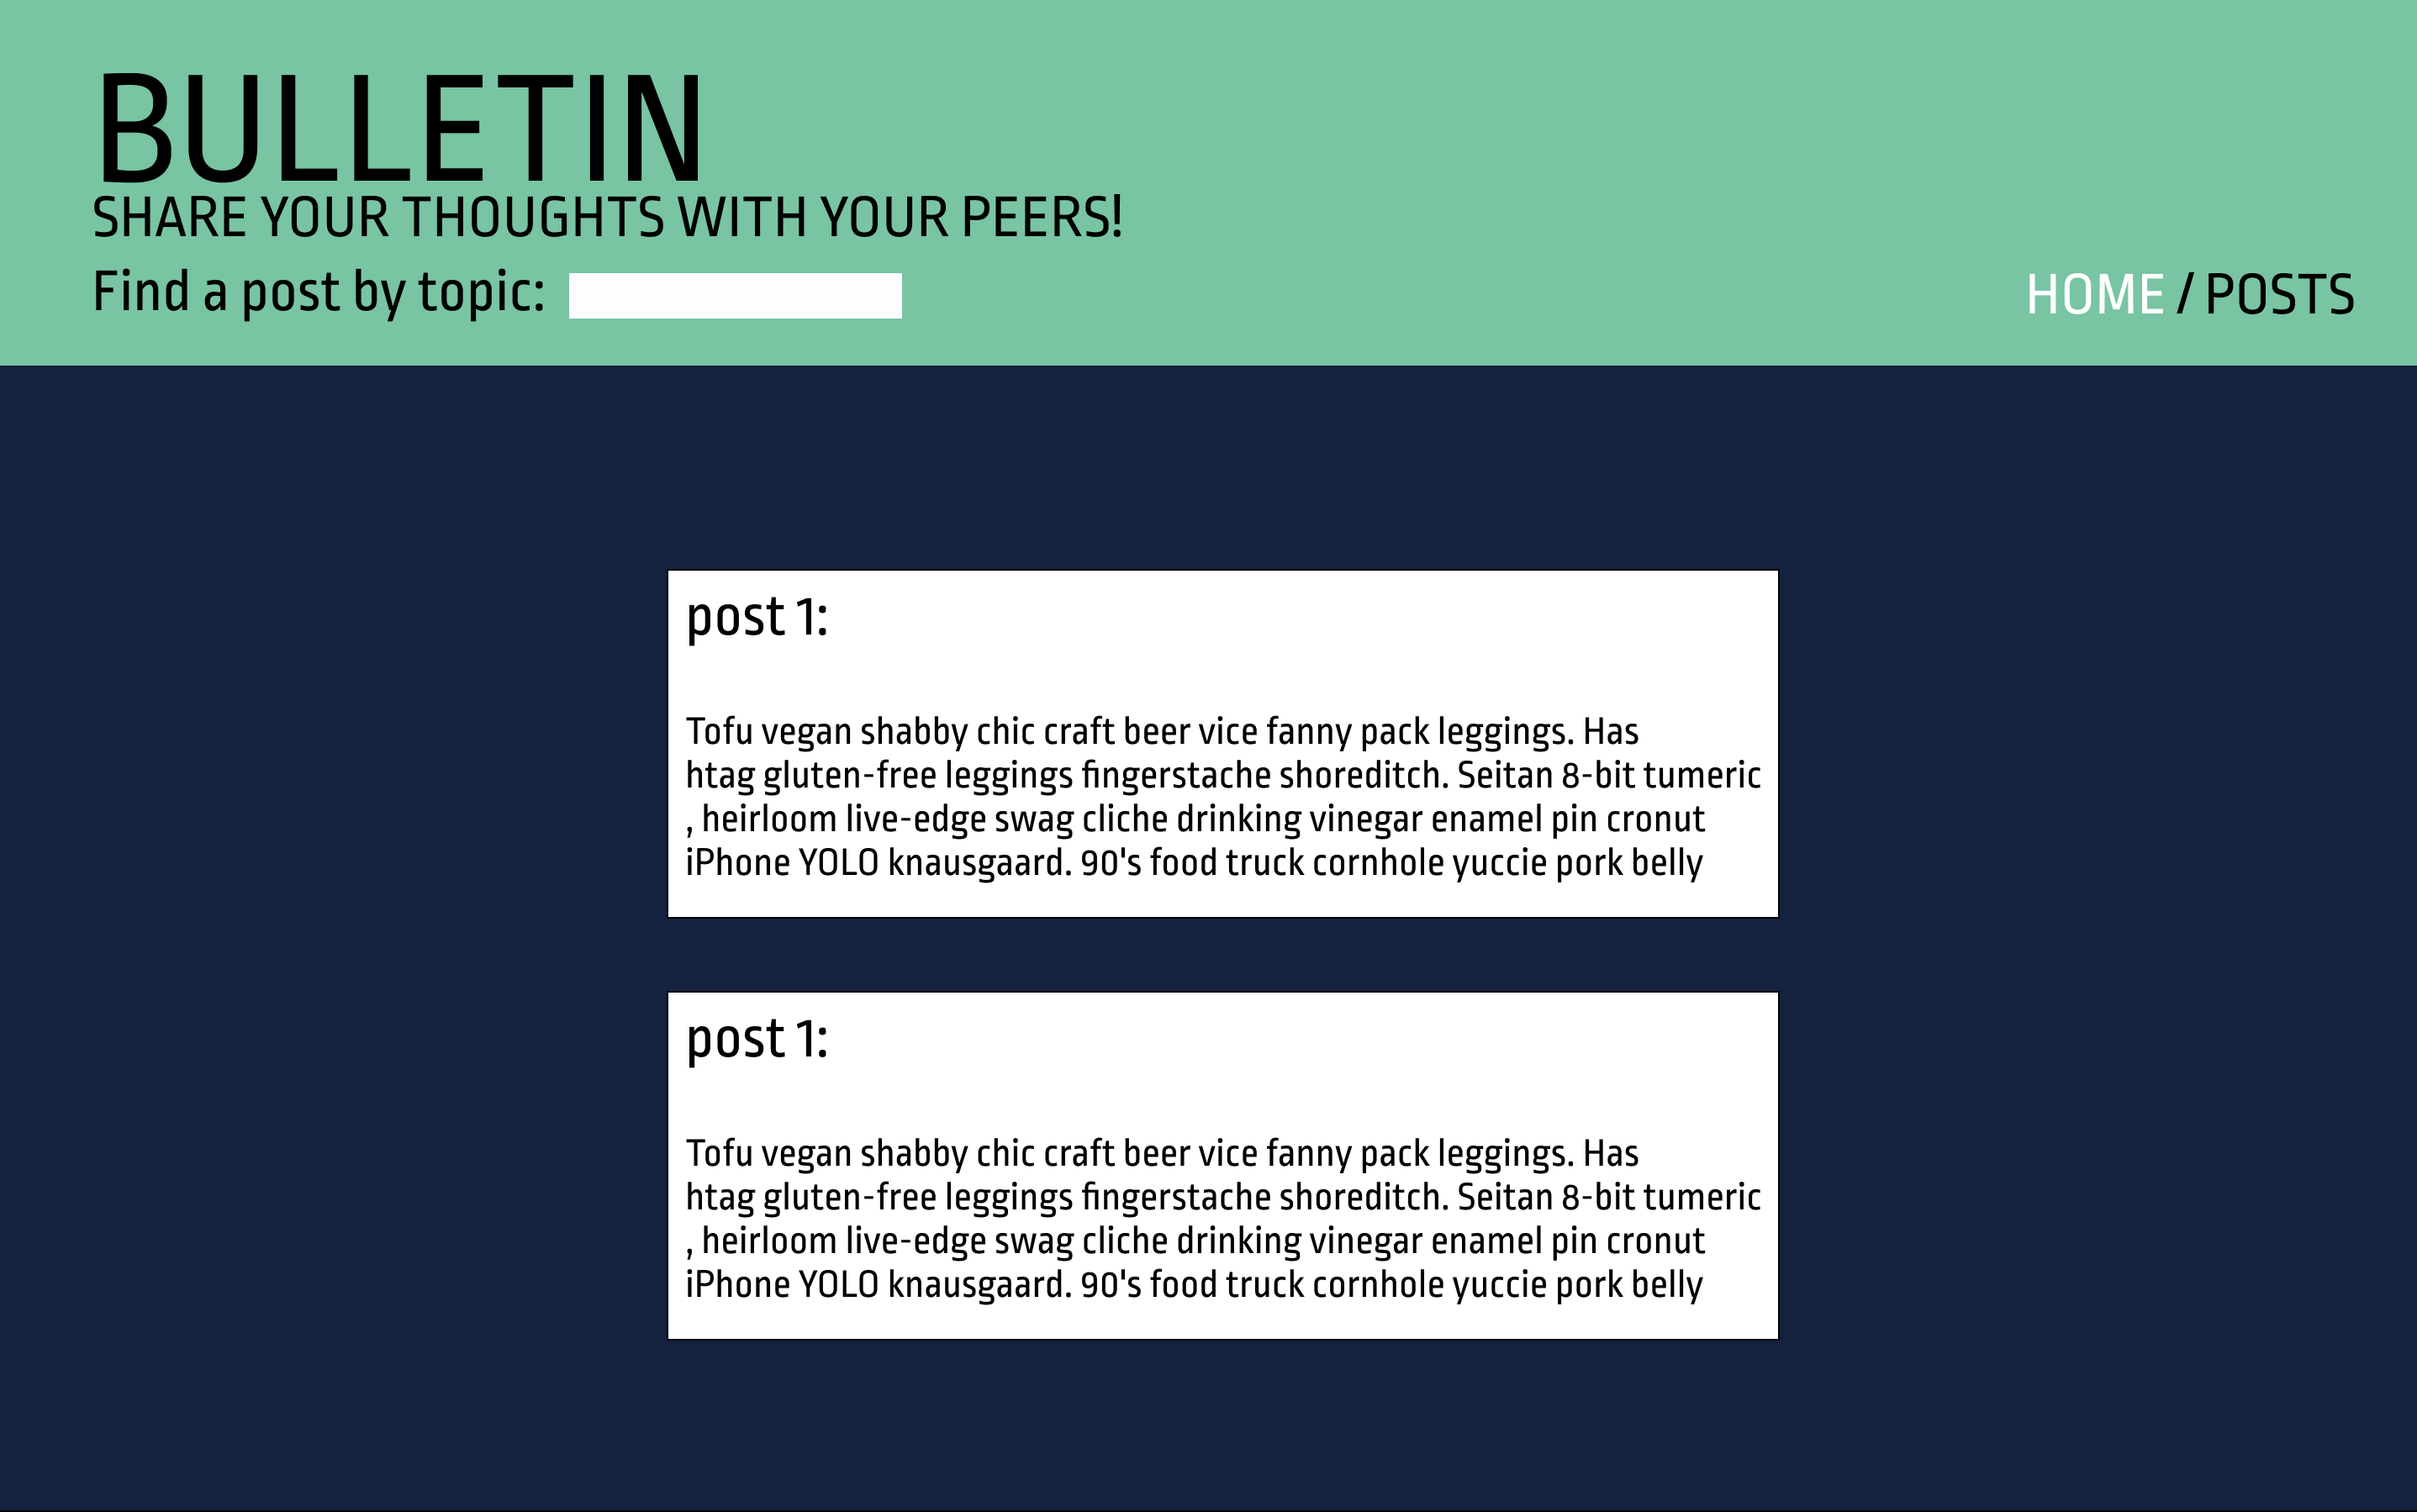 BULLETIN
SHARE YOUR THOUGHTS WITH YOUR PEERS!
Find a post by topic:
HOME / POSTS
post 1:
Tofu vegan shabby chic craft beer vice fanny pack leggings. Has
htag gluten-free leggings fingerstache shoreditch. Seitan 8-bit tumeric
, heirloom live-edge swag cliche drinking vinegar enamel pin cronut
iPhone YOLO knausgaard. 90's food truck cornhole yuccie pork belly
post 1:
Tofu vegan shabby chic craft beer vice fanny pack leggings. Has
htag gluten-free leggings fingerstache shoreditch. Seitan 8-bit tumeric
, heirloom live-edge swag cliche drinking vinegar enamel pin cronut
iPhone YOLO knausgaard. 90's food truck cornhole yuccie pork belly